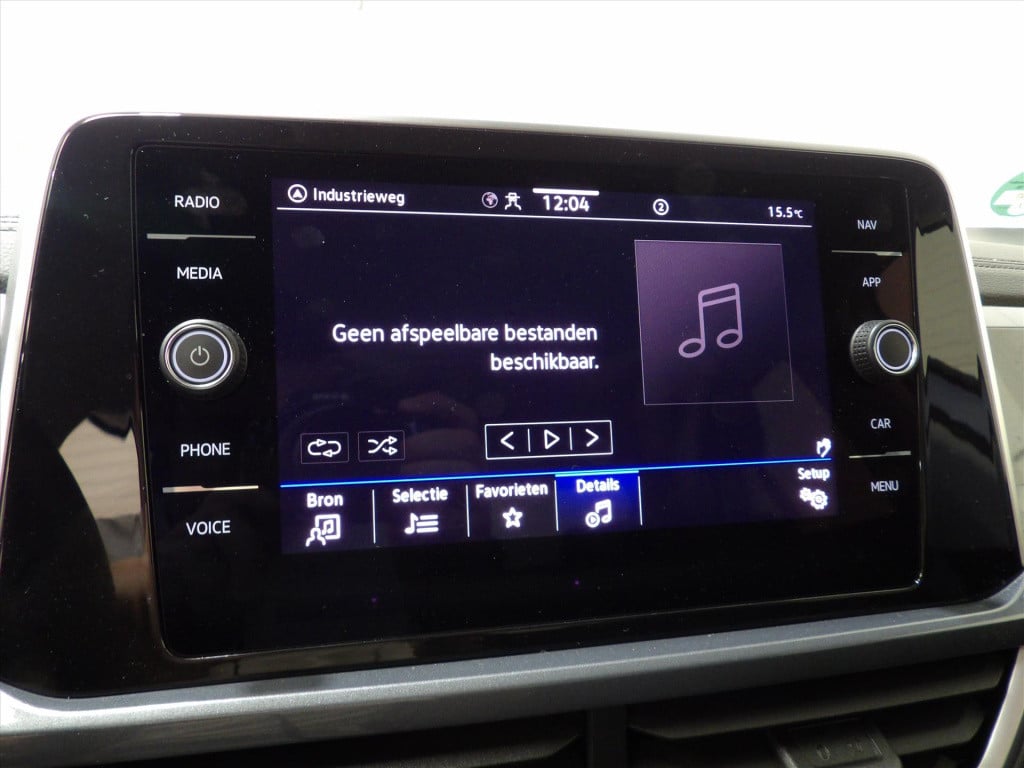 RADIO
MEDIA
PHONE
VOICE
Industrieweg
12:04
2
15.5°C
Geen afspeelbare bestanden
beschikbaar.
Bron
Selectie
Favorieten
Details
Setup
NAV
APP
CAR
MENU